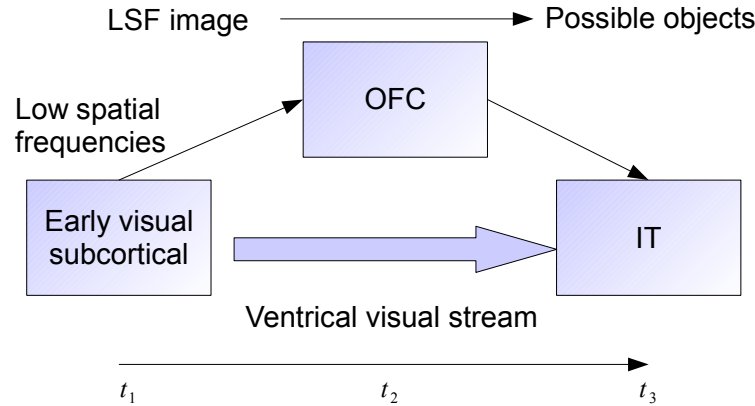 LSF image
Possible objects
OFC
Low spatial
frequencies
Early visual
subcortical
IT
Ventrical visual stream
t1
t2
t3